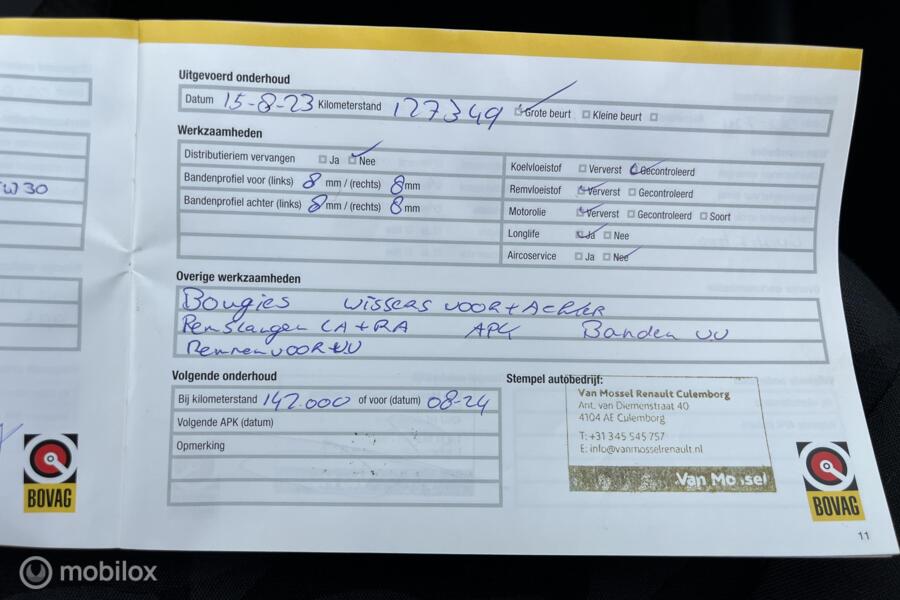 Uitgevoerd onderhoud
Datum 15-8-23 Kilometerstand 127349 Grote beurt Kleine beurt
Werkzaamheden
Distributieriem vervangen Ja Nee
Bandenprofiel voor (links) 8 mm / (rechts) 8 mm
Bandenprofiel achter (links) 8 mm / (rechts) 8 mm
Koelvloeistof Ververst Gecontroleerd
Remvloeistof Ververst Gecontroleerd
Motorolie Ververst Gecontroleerd Soort
Longlife Ja Nee
Aircoservice Ja Nee
W30
Overige werkzaamheden
Bougies wissers voor + Achter
Remslangen LA + RA APK Banden VV
Remmen voor + VV
Volgende onderhoud
Bij kilometerstand 142.000 of voor (datum) 08-24
Volgende APK (datum)
Opmerking
Stempel autobedrijf:
Van Mossel Renault Culemborg
Ant. van Diemenstraat 40
4104 AE Culemborg
T: +31 345 545 757
E: info@vanmosselrenault.nl
Van Mossel
BOVAG
BOVAG
11
mobilox